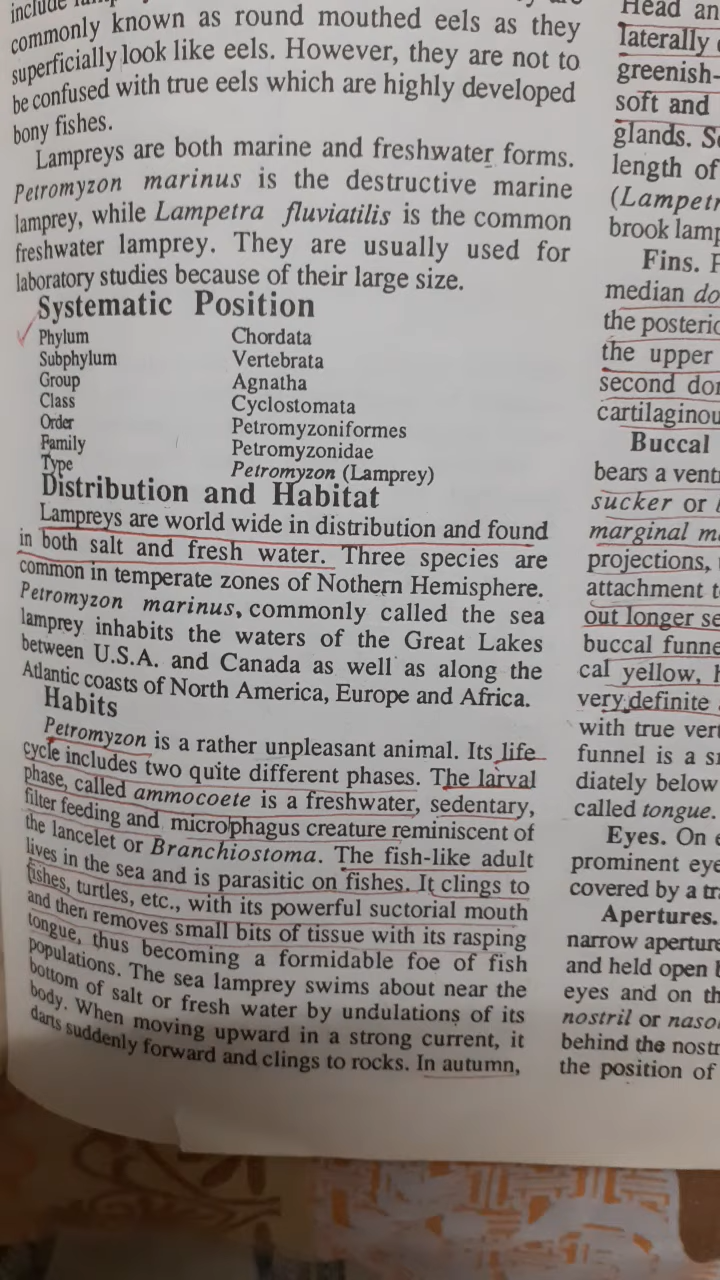 include
commonly known as round mouthed eels as they
superficially look like eels. However, they are not to
be confused with true eels which are highly developed
bony fishes.
Lampreys are both marine and freshwater forms.
Petromyzon marinus is the destructive marine
lamprey, while Lampetra fluviatilis is the common
freshwater lamprey. They are usually used for
laboratory studies because of their large size.
Systematic Position
Phylum Chordata
Subphylum Vertebrata
Group Agnatha
Class Cyclostomata
Order Petromyzoniformes
Family Petromyzonidae
Type Petromyzon (Lamprey)
Distribution and Habitat
Lampreys are world wide in distribution and found
in both salt and fresh water. Three species are
common in temperate zones of Nothern Hemisphere.
Petromyzon marinus, commonly called the sea
lamprey inhabits the waters of the Great Lakes
between U.S.A. and Canada as well as along the
Atlantic coasts of North America, Europe and Africa.
Habits
Petromyzon is a rather unpleasant animal. Its life
cycle includes two quite different phases. The larval
phase, called ammocoete is a freshwater, sedentary,
filter feeding and microphagus creature reminiscent of
the lancelet or Branchiostoma. The fish-like adult
lives in the sea and is parasitic on fishes. It clings to
fishes, turtles, etc., with its powerful suctorial mouth
and then removes small bits of tissue with its rasping
tongue, thus becoming a formidable foe of fish
populations. The sea lamprey swims about near the
bottom of salt or fresh water by undulations of its
body. When moving upward in a strong current, it
darts suddenly forward and clings to rocks. In autumn,
Head
laterally
greenish-
soft and
glands.
length of
(Lampetr
brook lamp
Fins.
median do
the posterio
the upper
second dor
cartilaginou
Buccal
bears a vent
sucker or
marginal m
projections,
attachment t
out longer se
buccal funne
cal yellow,
very definite
with true vert
funnel is a
diately below
called tongue.
Eyes. On
prominent eye
covered by a tr
Apertures.
narrow aperture
and held open
eyes and on th
nostril or naso
behind the nostr
the position of